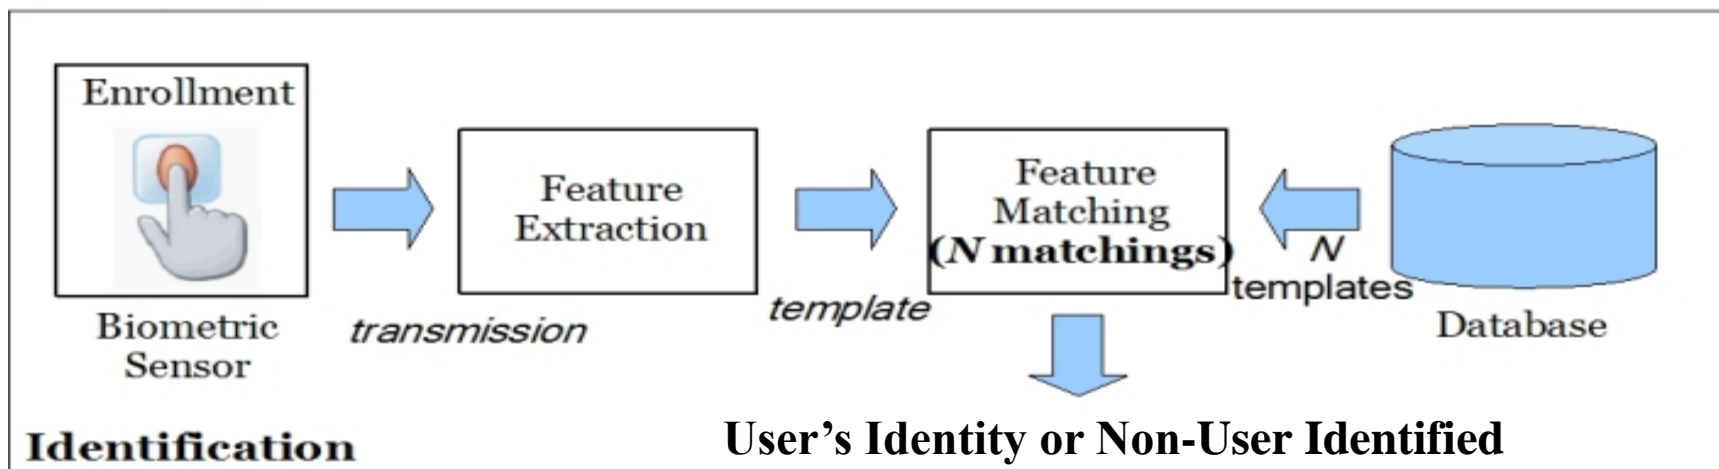 Enrollment
Biometric
Sensor
transmission
Feature
Extraction
template
Feature
Matching
(N matchings)
N
templates
Database
User’s Identity or Non-User Identified
Identification